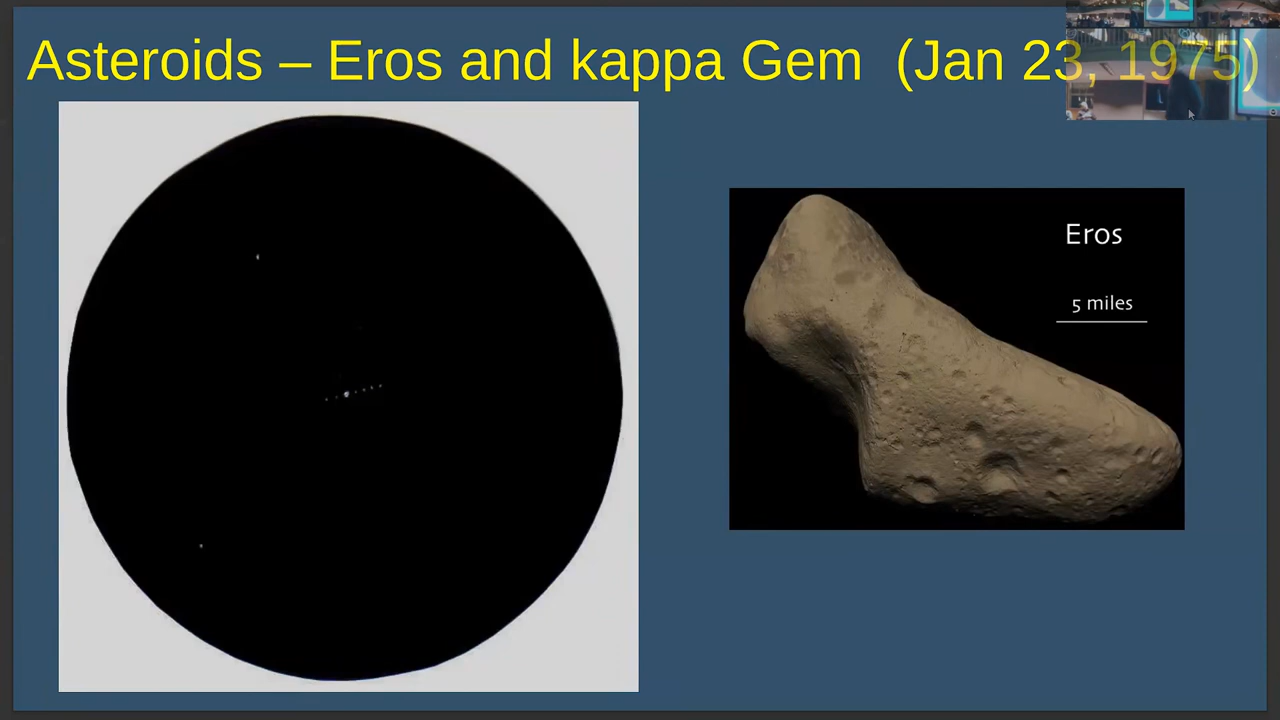 Asteroids – Eros and kappa Gem (Jan 23, 1975)
Eros
5 miles